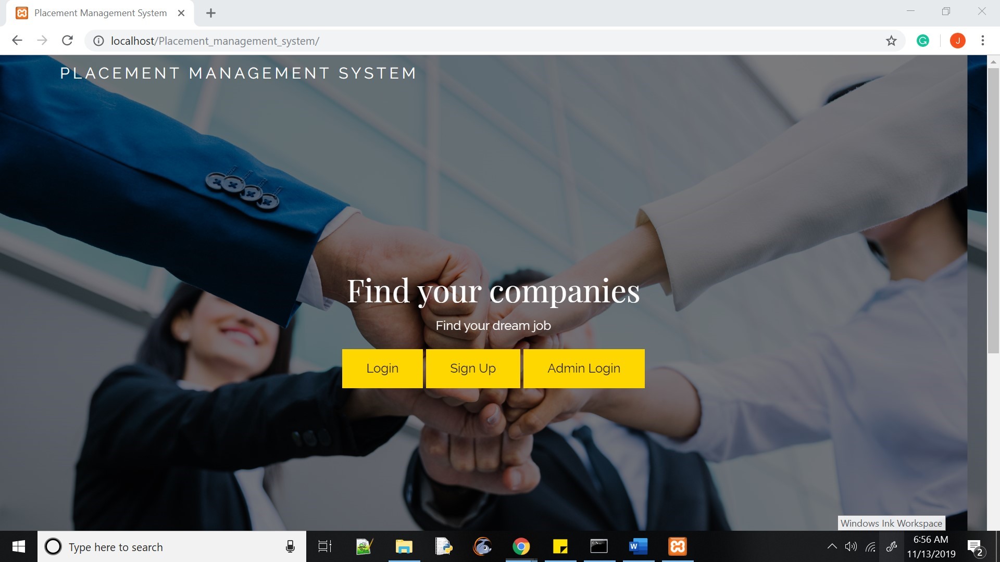 Placement Management System
localhost/Placement_management_system/
J
PLACEMENT MANAGEMENT SYSTEM
Find your companies
Find your dream job
Login
Sign Up
Admin Login
Windows Ink Workspace
Type here to search
W
6:56 AM
11/13/2019
2